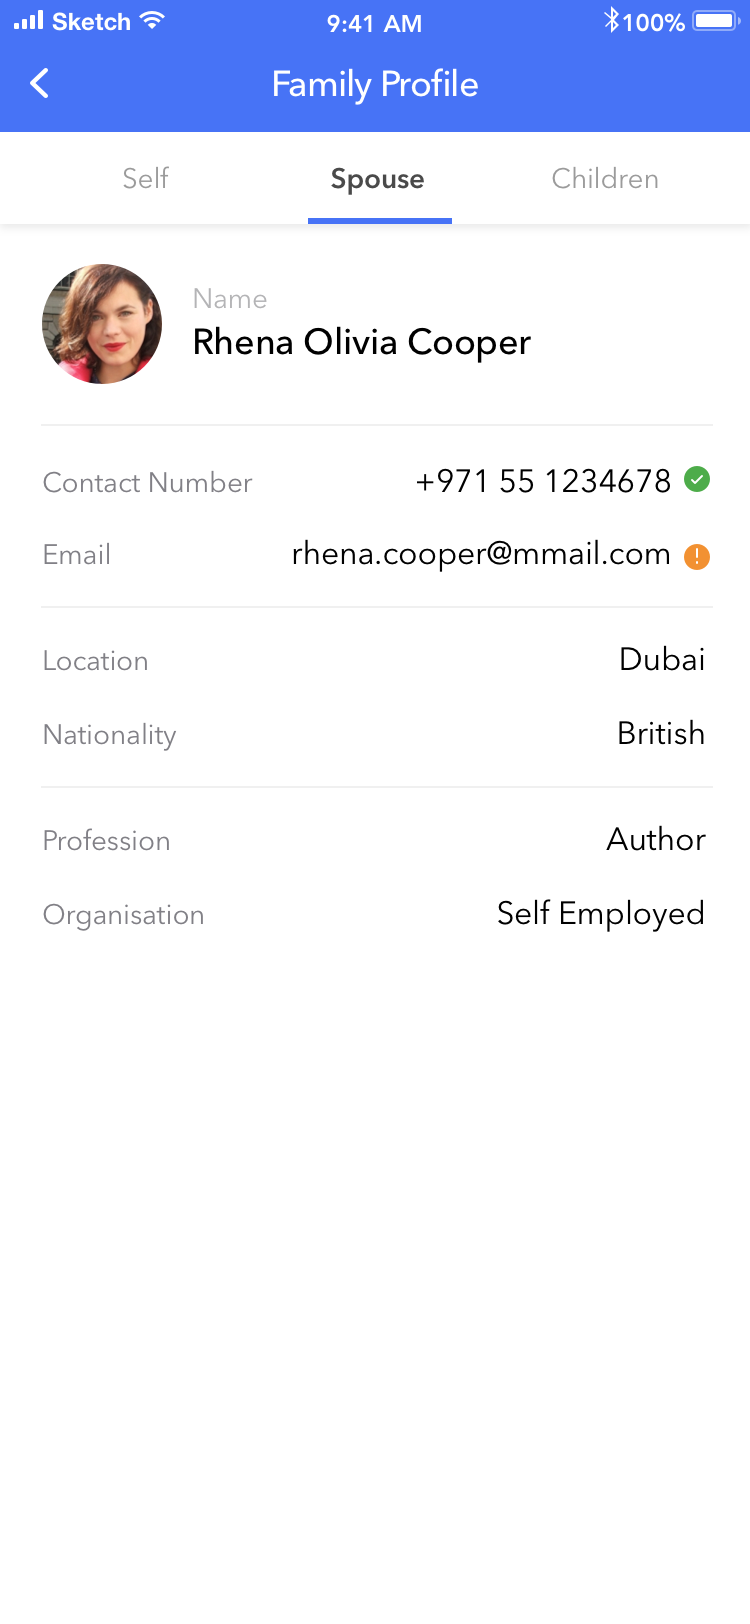 Sketch 9:41 AM 100%
Family Profile
Self Spouse Children
Name
Rhena Olivia Cooper
Contact Number +971 55 1234678
Email rhena.cooper@mmail.com
Location Dubai
Nationality British
Profession Author
Organisation Self Employed